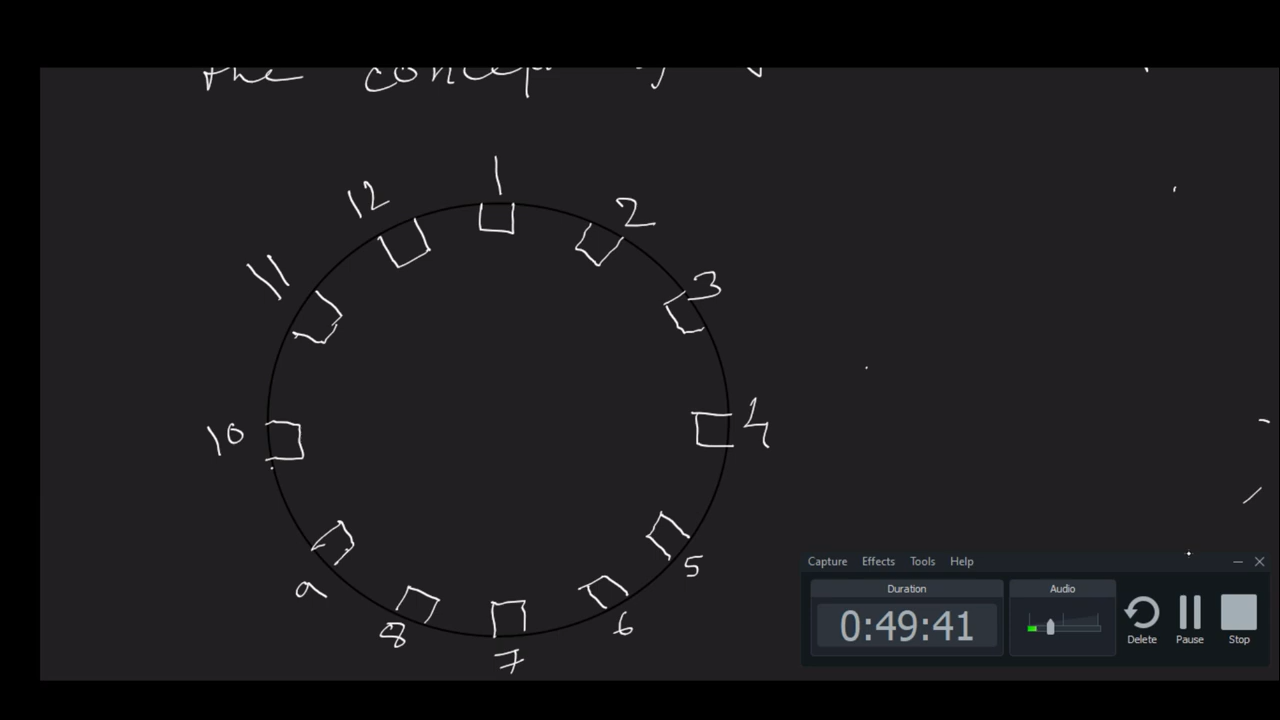 the concept of
1
12
2
11
3
10
4
9
5
8
6
7
Capture Effects Tools Help
Duration
Audio
0:49:41
Delete Pause Stop